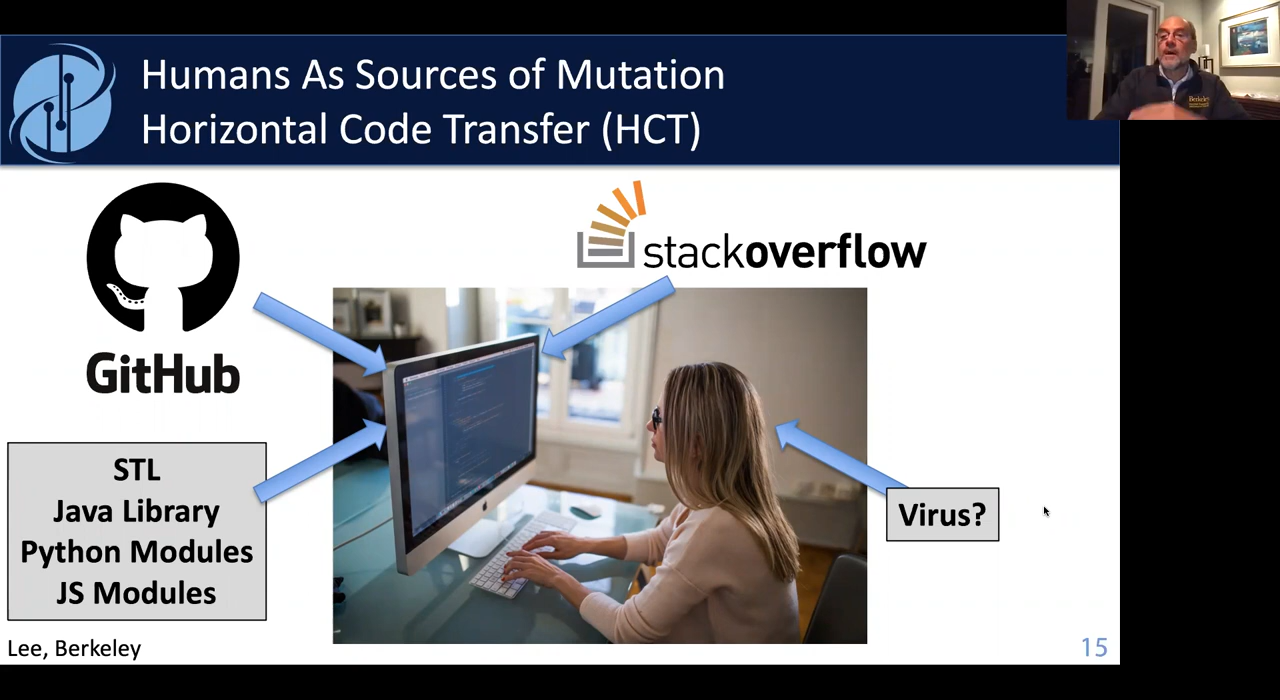 Humans As Sources of Mutation
Horizontal Code Transfer (HCT)
GitHub
stackoverflow
STL
Java Library
Python Modules
JS Modules
Virus?
Lee, Berkeley
15
Berkeley